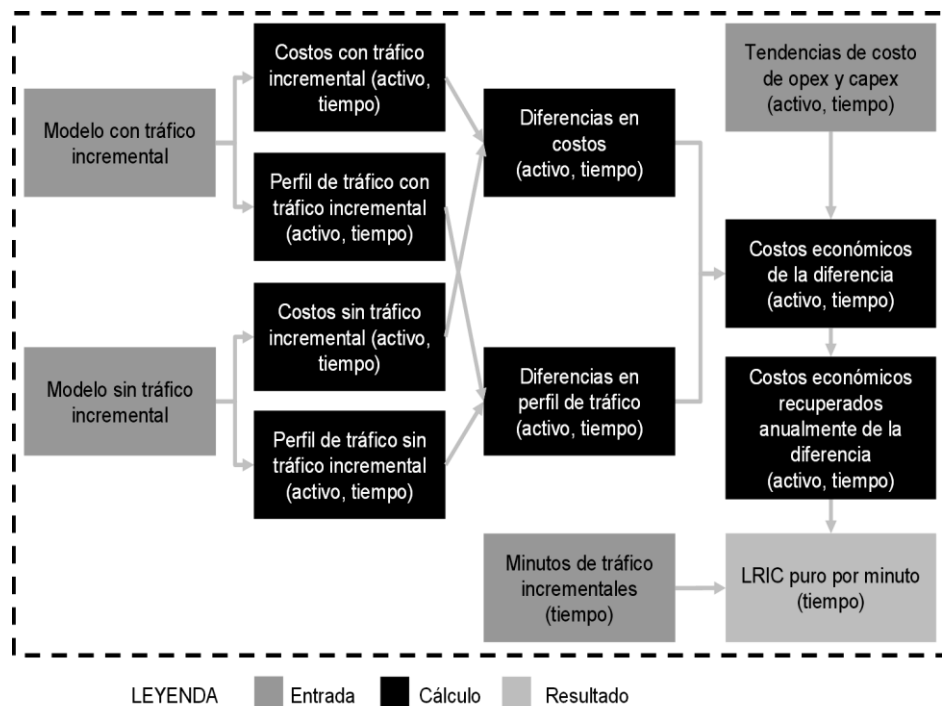 Modelo con tráfico
incremental
Costos con tráfico
incremental (activo,
tiempo)
Perfil de tráfico con
tráfico incremental
(activo, tiempo)
Modelo sin tráfico
incremental
Costos sin tráfico
incremental (activo,
tiempo)
Perfil de tráfico sin
tráfico incremental
(activo, tiempo)
Diferencias en
costos
(activo, tiempo)
Diferencias en
perfil de tráfico
(activo, tiempo)
Minutos de tráfico
incrementales
(tiempo)
Tendencias de costo
de opex y capex
(activo, tiempo)
Costos económicos
de la diferencia
(activo, tiempo)
Costos económicos
recuperados
anualmente de la
diferencia
(activo, tiempo)
LRIC puro por minuto
(tiempo)
LEYENDA Entrada Cálculo Resultado